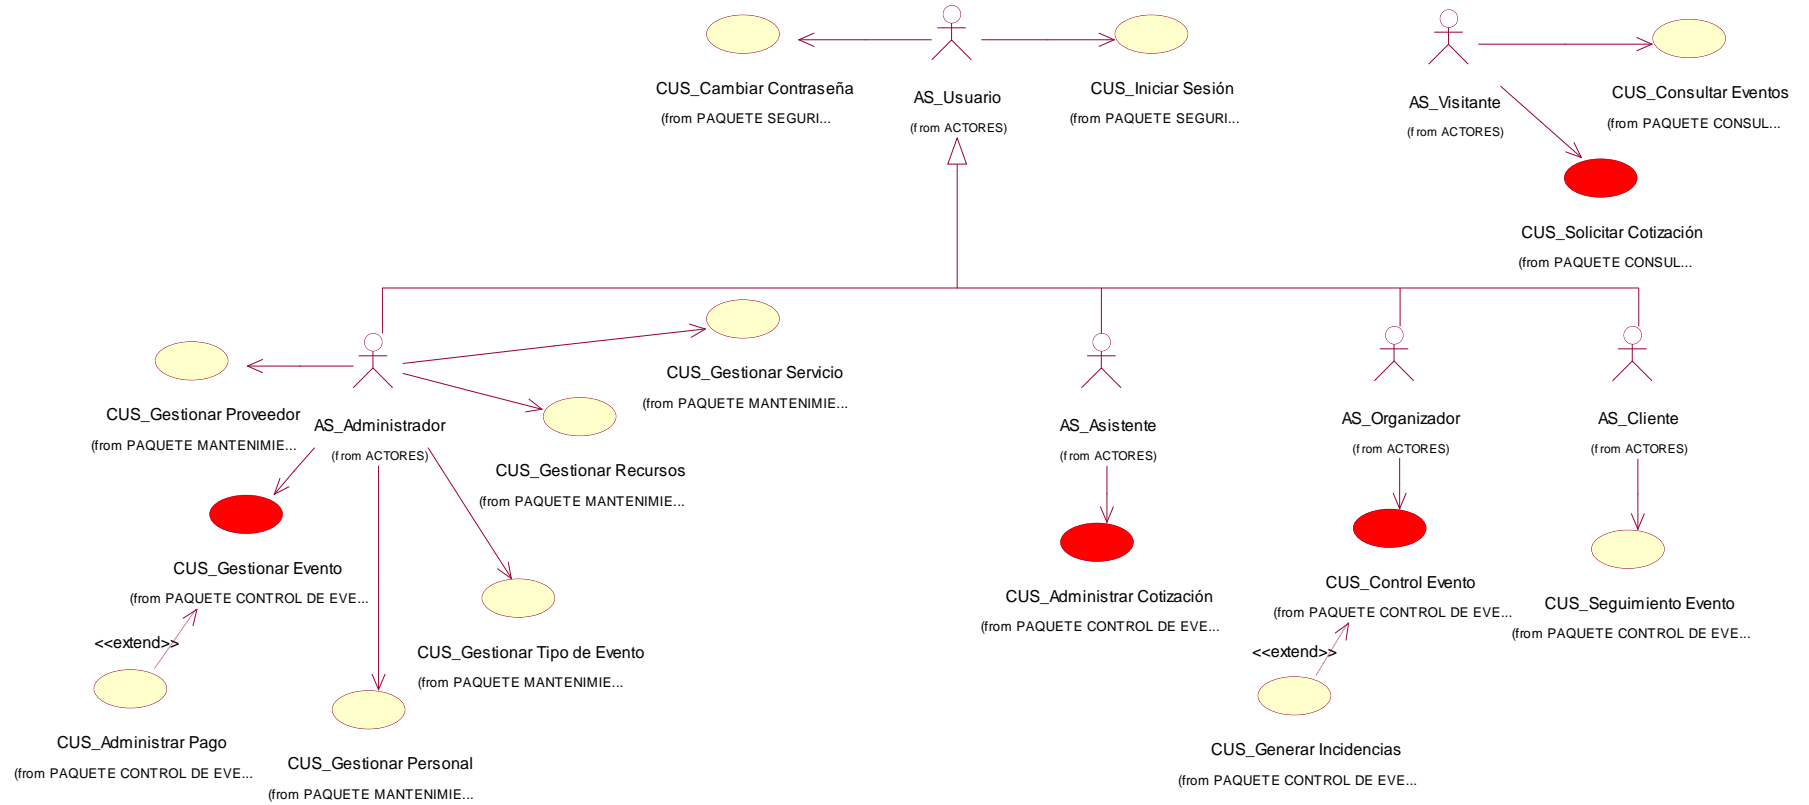 CUS_Cambiar Contraseña
(from PAQUETE SEGURI...
AS_Usuario
(from ACTORES)
CUS_Iniciar Sesión
(from PAQUETE SEGURI...
AS_Visitante
(from ACTORES)
CUS_Consultar Eventos
(from PAQUETE CONSUL...
CUS_Solicitar Cotización
(from PAQUETE CONSUL...
CUS_Gestionar Proveedor
(from PAQUETE MANTENIMIE...
AS_Administrador
(from ACTORES)
CUS_Gestionar Servicio
(from PAQUETE MANTENIMIE...
CUS_Gestionar Recursos
(from PAQUETE MANTENIMIE...
AS_Asistente
(from ACTORES)
AS_Organizador
(from ACTORES)
AS_Cliente
(from ACTORES)
CUS_Gestionar Evento
(from PAQUETE CONTROL DE EVE...
<<extend>>
CUS_Administrar Pago
(from PAQUETE CONTROL DE EVE...
CUS_Gestionar Tipo de Evento
(from PAQUETE MANTENIMIE...
CUS_Gestionar Personal
(from PAQUETE MANTENIMIE...
CUS_Administrar Cotización
(from PAQUETE CONTROL DE EVE...
CUS_Control Evento
(from PAQUETE CONTROL DE EVE...
<<extend>>
CUS_Generar Incidencias
(from PAQUETE CONTROL DE EVE...
CUS_Seguimiento Evento
(from PAQUETE CONTROL DE EVE...